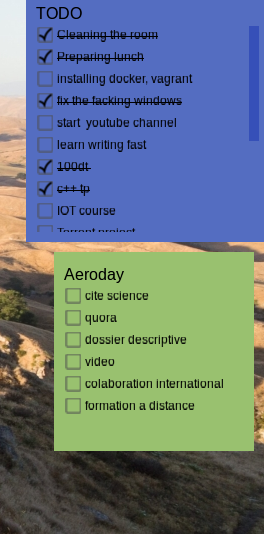 TODO
Cleaning the room
Preparing lunch
installing docker, vagrant
fix the facking windows
start youtube channel
learn writing fast
100dt
c++ tp
IOT course
Torrent project
Aeroday
cite science
quora
dossier descriptive
video
colaboration international
formation a distance